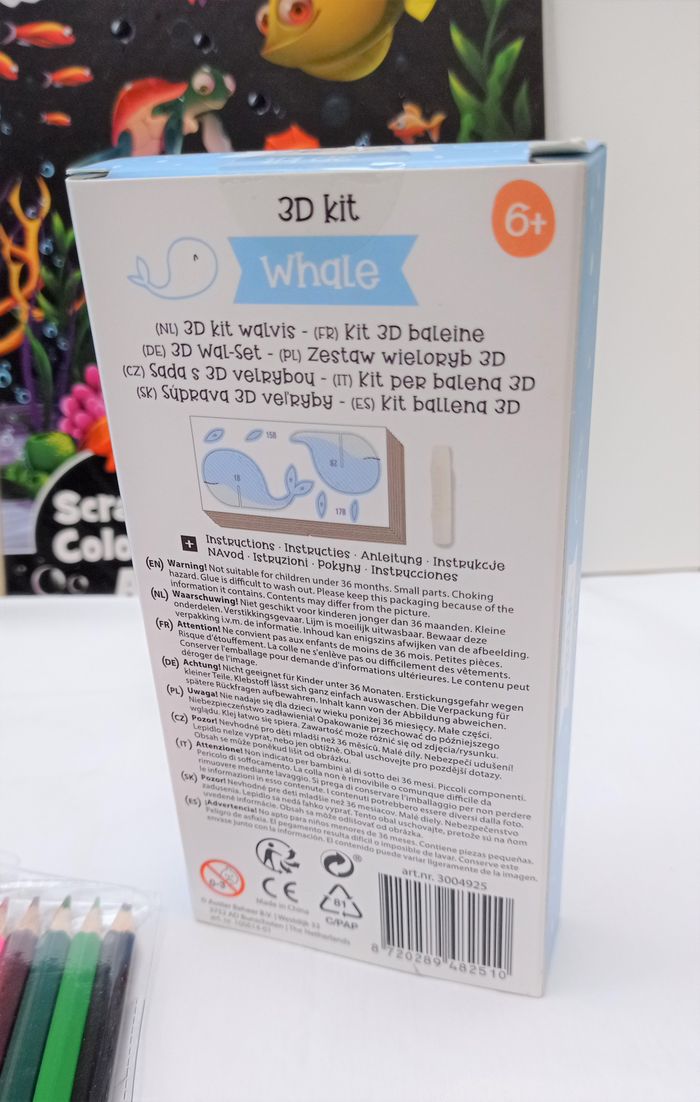 3D kit
6+
Whale
(NL) 3D kit walvis - (FR) Kit 3D baleine
(DE) 3D Wal-Set - (PL) Zestaw wieloryb 3D
(CZ) Sada s 3D velrybou - (IT) Kit per balena 3D
(SK) Súprava 3D veľryby - (ES) Kit ballena 3D
15B
1B
B2
17B
+ Instructions · Instructies · Anleitung · Instrukcje
NÁvod · Istruzioni · Pokyny · Instrucciones
(EN) Warning! Not suitable for children under 36 months. Small parts. Choking
hazard. Glue is difficult to wash out. Please keep this packaging because of the
information it contains. Contents may differ from the picture.
(NL) Waarschuwing! Niet geschikt voor kinderen jonger dan 36 maanden. Kleine
onderdelen. Verstikkingsgevaar. Lijm is moeilijk uitwasbaar. Bewaar deze
verpakking i.v.m. de informatie. Inhoud kan enigszins afwijken van de afbeelding.
(FR) Attention! Ne convient pas aux enfants de moins de 36 mois. Petites pièces.
Risque d'étouffement. La colle ne s'enlève pas ou difficilement des vêtements.
Conserver l'emballage pour demande d'informations ultérieures. Le contenu peut
déroger de l'image.
(DE) Achtung! Nicht geeignet für Kinder unter 36 Monaten. Erstickungsgefahr wegen
kleiner Teile. Klebstoff lässt sich ganz einfach auswaschen. Die Verpackung für
spätere Rückfragen aufbewahren. Inhalt kann von der Abbildung abweichen.
(PL) Uwaga! Nie nadaje się dla dzieci w wieku poniżej 36 miesięcy. Małe części.
Niebezpieczeństwo zadławienia! Opakowanie przechować do późniejszego
wglądu. Klej łatwo się spiera. Zawartość może różnić się od zdjęcia/rysunku.
(CZ) Pozor! Nevhodné pro děti mladší než 36 měsíců. Malé díly. Nebezpečí udušení!
Lepidlo nelze vyprat, nebo jen obtížně. Obal uschovejte pro pozdější dotazy.
Obsah se může poněkud lišit od obrázku.
(IT) Attenzione! Non indicato per bambini al di sotto dei 36 mesi. Piccoli componenti.
Pericolo di soffocamento. La colla non è rimovibile o comunque difficile da
rimuovere mediante lavaggio. Si prega di conservare l'imballaggio per non perdere
le informazioni in esso contenute. I contenuti potrebbero essere diversi dalla foto.
(SK) Pozor! Nevhodné pre deti mladšie než 36 mesiacov. Malé diely. Nebezpečenstvo
zadusenia. Lepidlo sa nedá ľahko vyprať. Tento obal uschovajte, pretože sú na ňom
uvedené informácie. Obsah sa môže odlišovať od obrázka.
(ES) ¡Advertencia! No apto para niños menores de 36 meses. Contiene piezas pequeñas.
Peligro de asfixia. El pegamento resulta difícil o imposible de lavar. Conserve este
envase junto con la información. El contenido puede variar ligeramente de la imagen.
0-3
CE
Made in China
81
C/PAP
art.nr. 3004925
8 720289 482510
The Netherlands
Scra
Colo